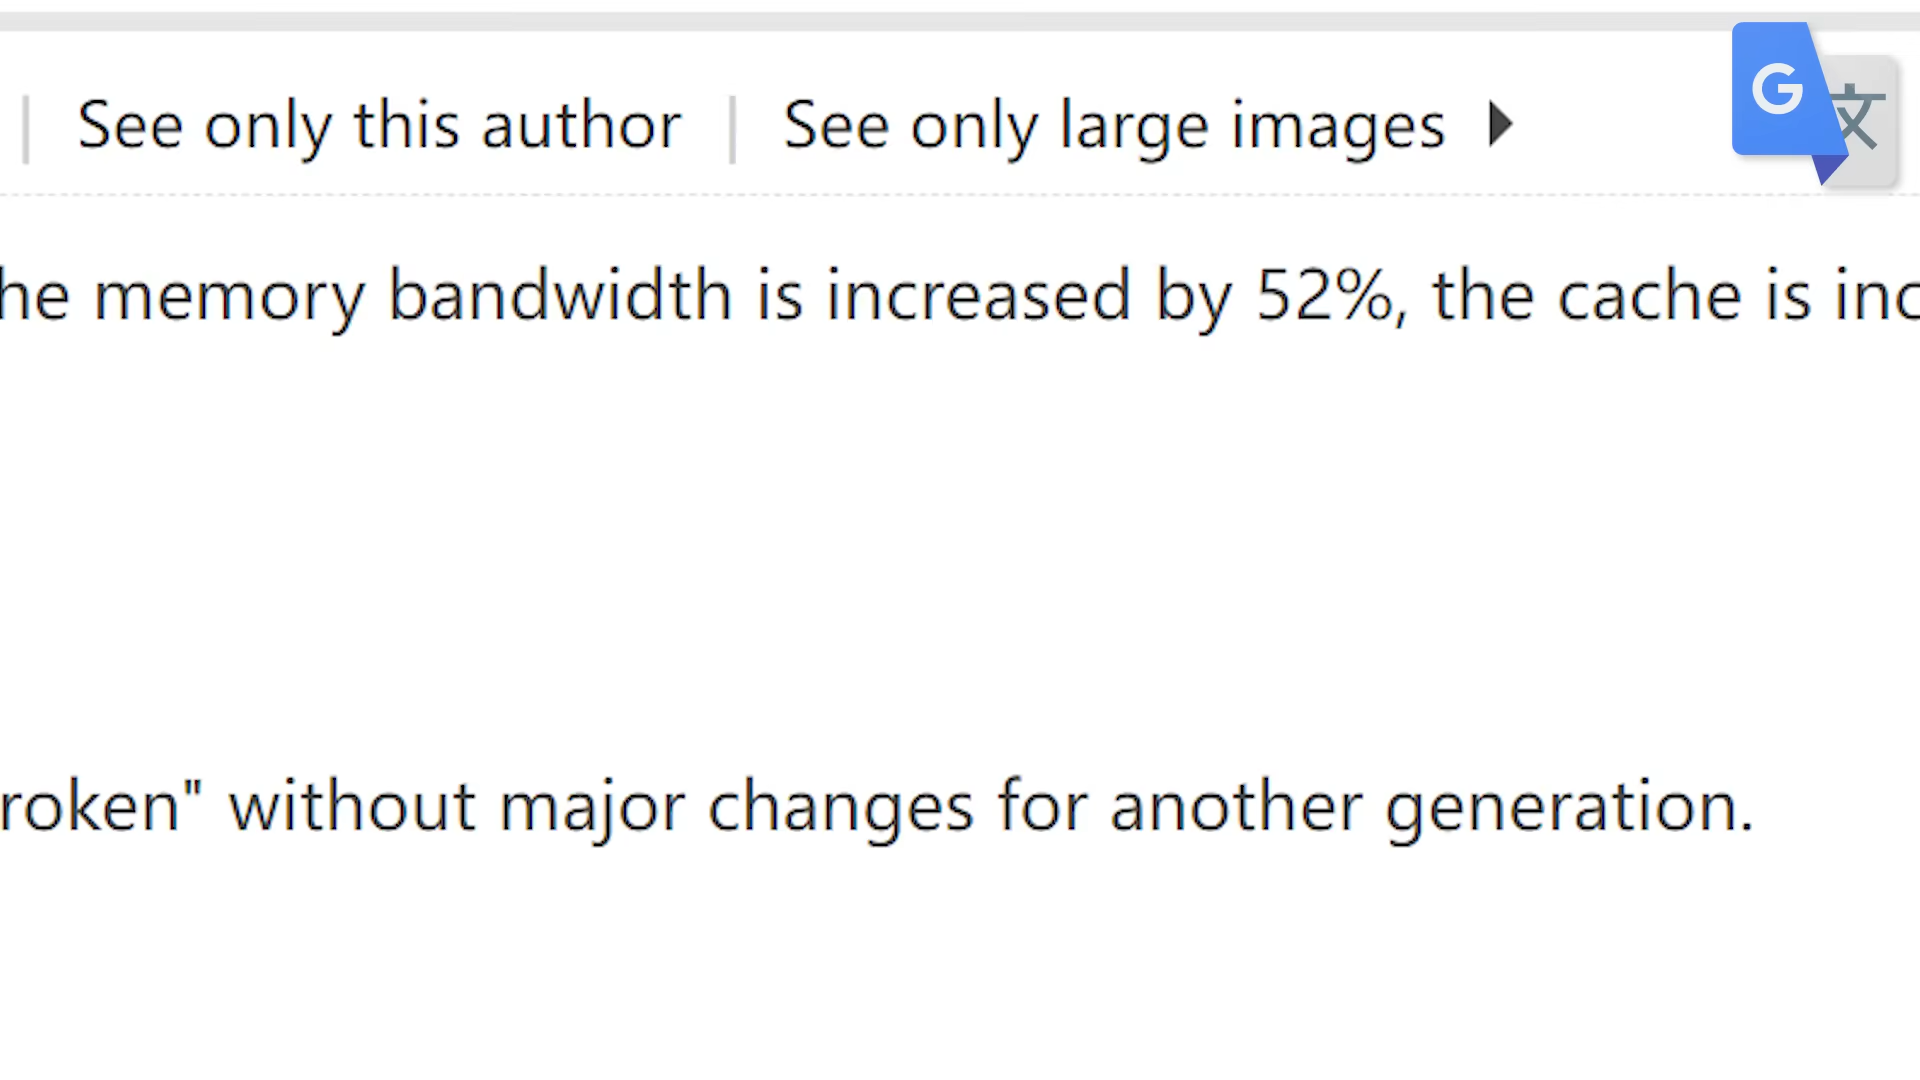 See only this author | See only large images
he memory bandwidth is increased by 52%, the cache is inc
roken" without major changes for another generation.
G 文